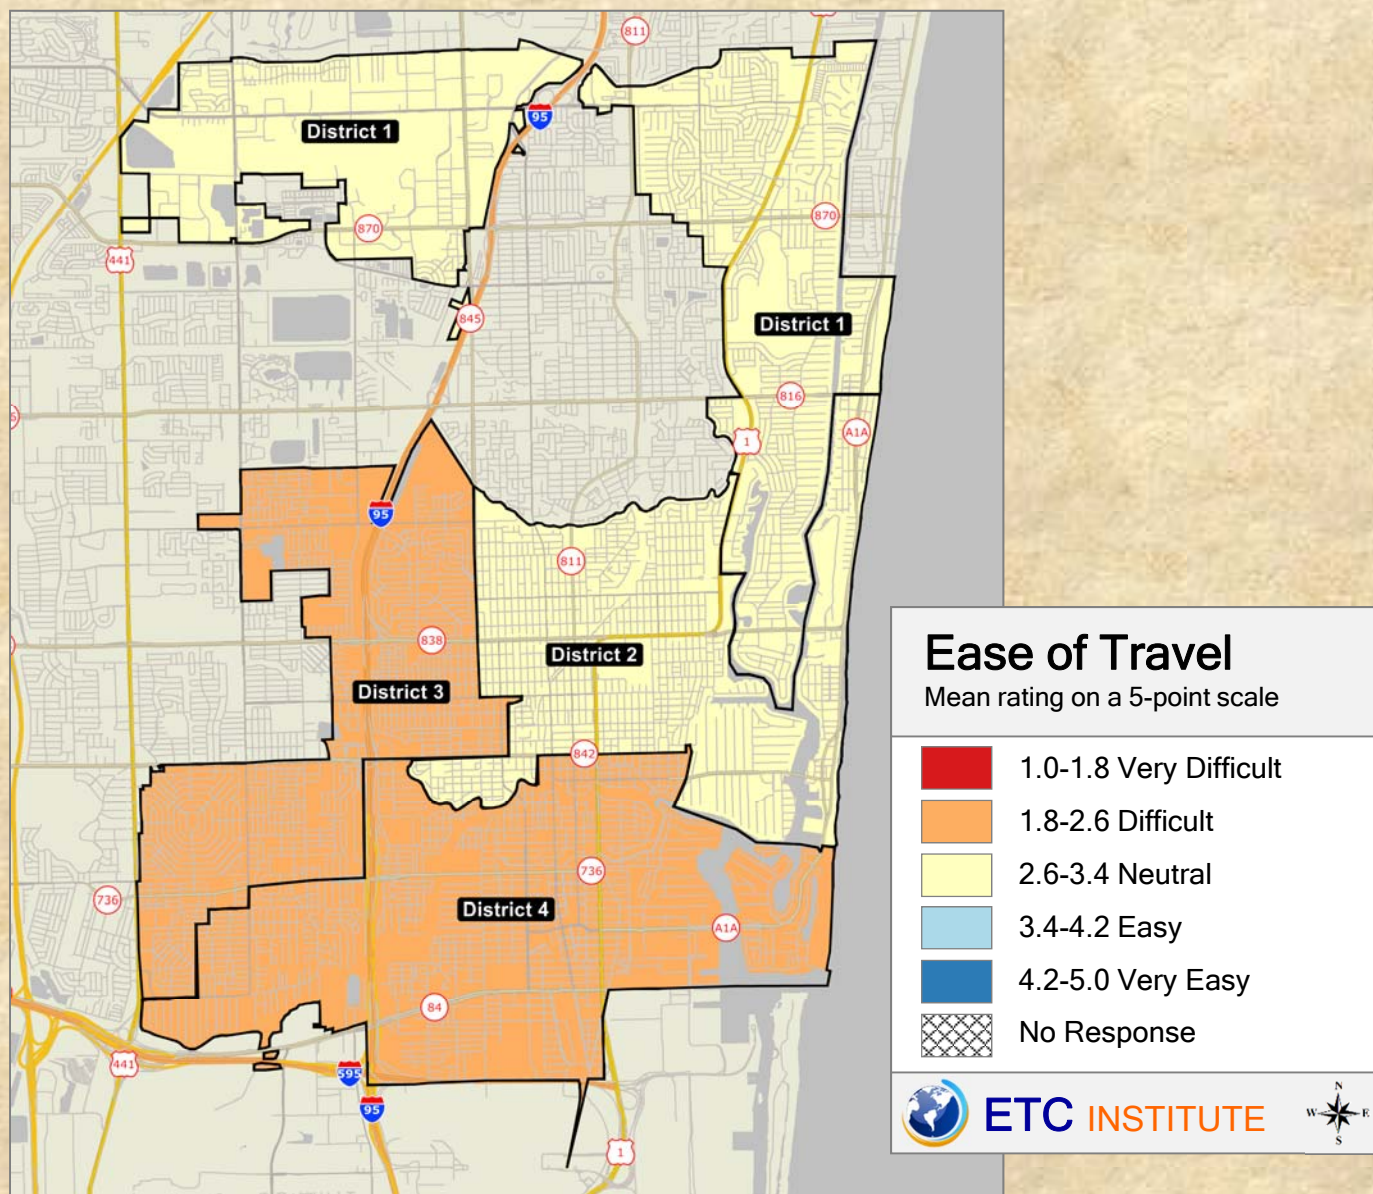 811
95
District 1
870
870
441
845
District 1
816
A1A
1
95
811
838
District 2
District 3
842
736
736
District 4
A1A
84
441
595
95
1
Ease of Travel
Mean rating on a 5-point scale
1.0-1.8 Very Difficult
1.8-2.6 Difficult
2.6-3.4 Neutral
3.4-4.2 Easy
4.2-5.0 Very Easy
No Response
ETC INSTITUTE
N
W E
S